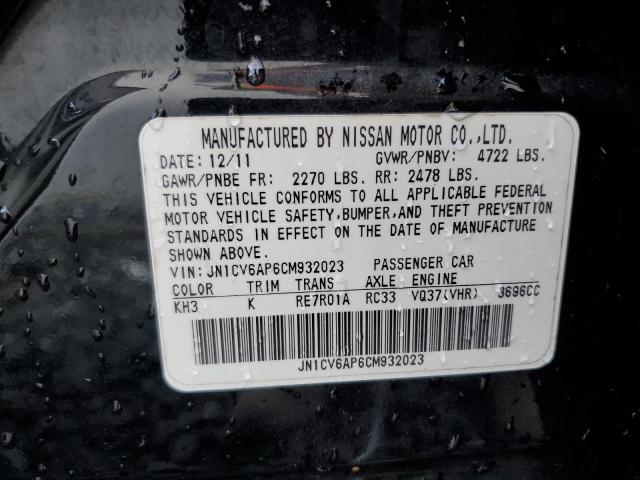 MANUFACTURED BY NISSAN MOTOR CO.,LTD.
DATE: 12/11 GVWR/PNBV: 4722 LBS.
GAWR/PNBE FR: 2270 LBS. RR: 2478 LBS.
THIS VEHICLE CONFORMS TO ALL APPLICABLE FEDERAL
MOTOR VEHICLE SAFETY,BUMPER,AND THEFT PREVENTION
STANDARDS IN EFFECT ON THE DATE OF MANUFACTURE
SHOWN ABOVE.
VIN: JN1CV6AP6CM932023 PASSENGER CAR
COLOR TRIM TRANS AXLE ENGINE
KH3 K RE7R01A RC33 VQ37(VHR) 3696CC
JN1CV6AP6CM932023